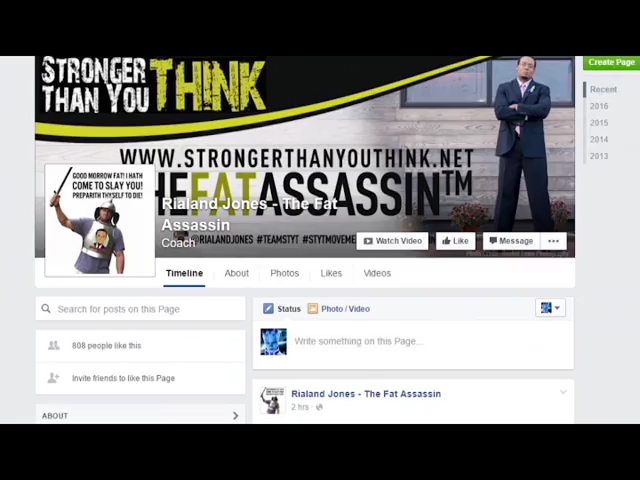 STRONGER
THAN YOU THINK
Create Page
Recent
2016
2015
2014
2013
WWW.STRONGERTHANYOUTHINK.NET
HEFATASSASSIN™
GOOD MORROW FAT! I HATH
COME TO SLAY YOU!
PREPARITH THYSELF TO DIE!
Rialand Jones - The Fat
Assassin
Coach
@RIALANDJONES #TEAMSTYT #STYTMOVEME
Watch Video
Like
Message
Timeline
About
Photos
Likes
Videos
Search for posts on this Page
Status
Photo / Video
Write something on this Page...
808 people like this
Invite friends to like this Page
ABOUT
Rialand Jones - The Fat Assassin
2 hrs